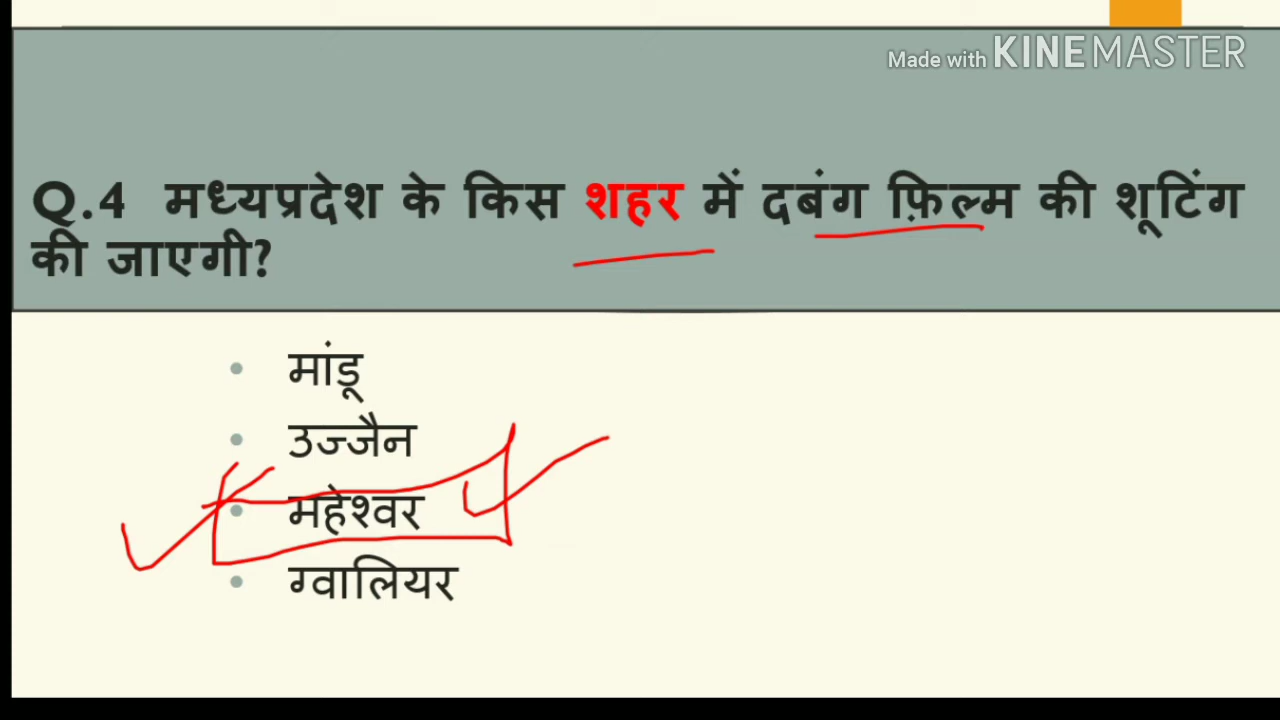 Made with KINEMASTER
Q.4 मध्यप्रदेश के किस शहर में दबंग फ़िल्म की शूटिंग
की जाएगी?
• मांडू
• उज्जैन
• महेश्वर
• ग्वालियर